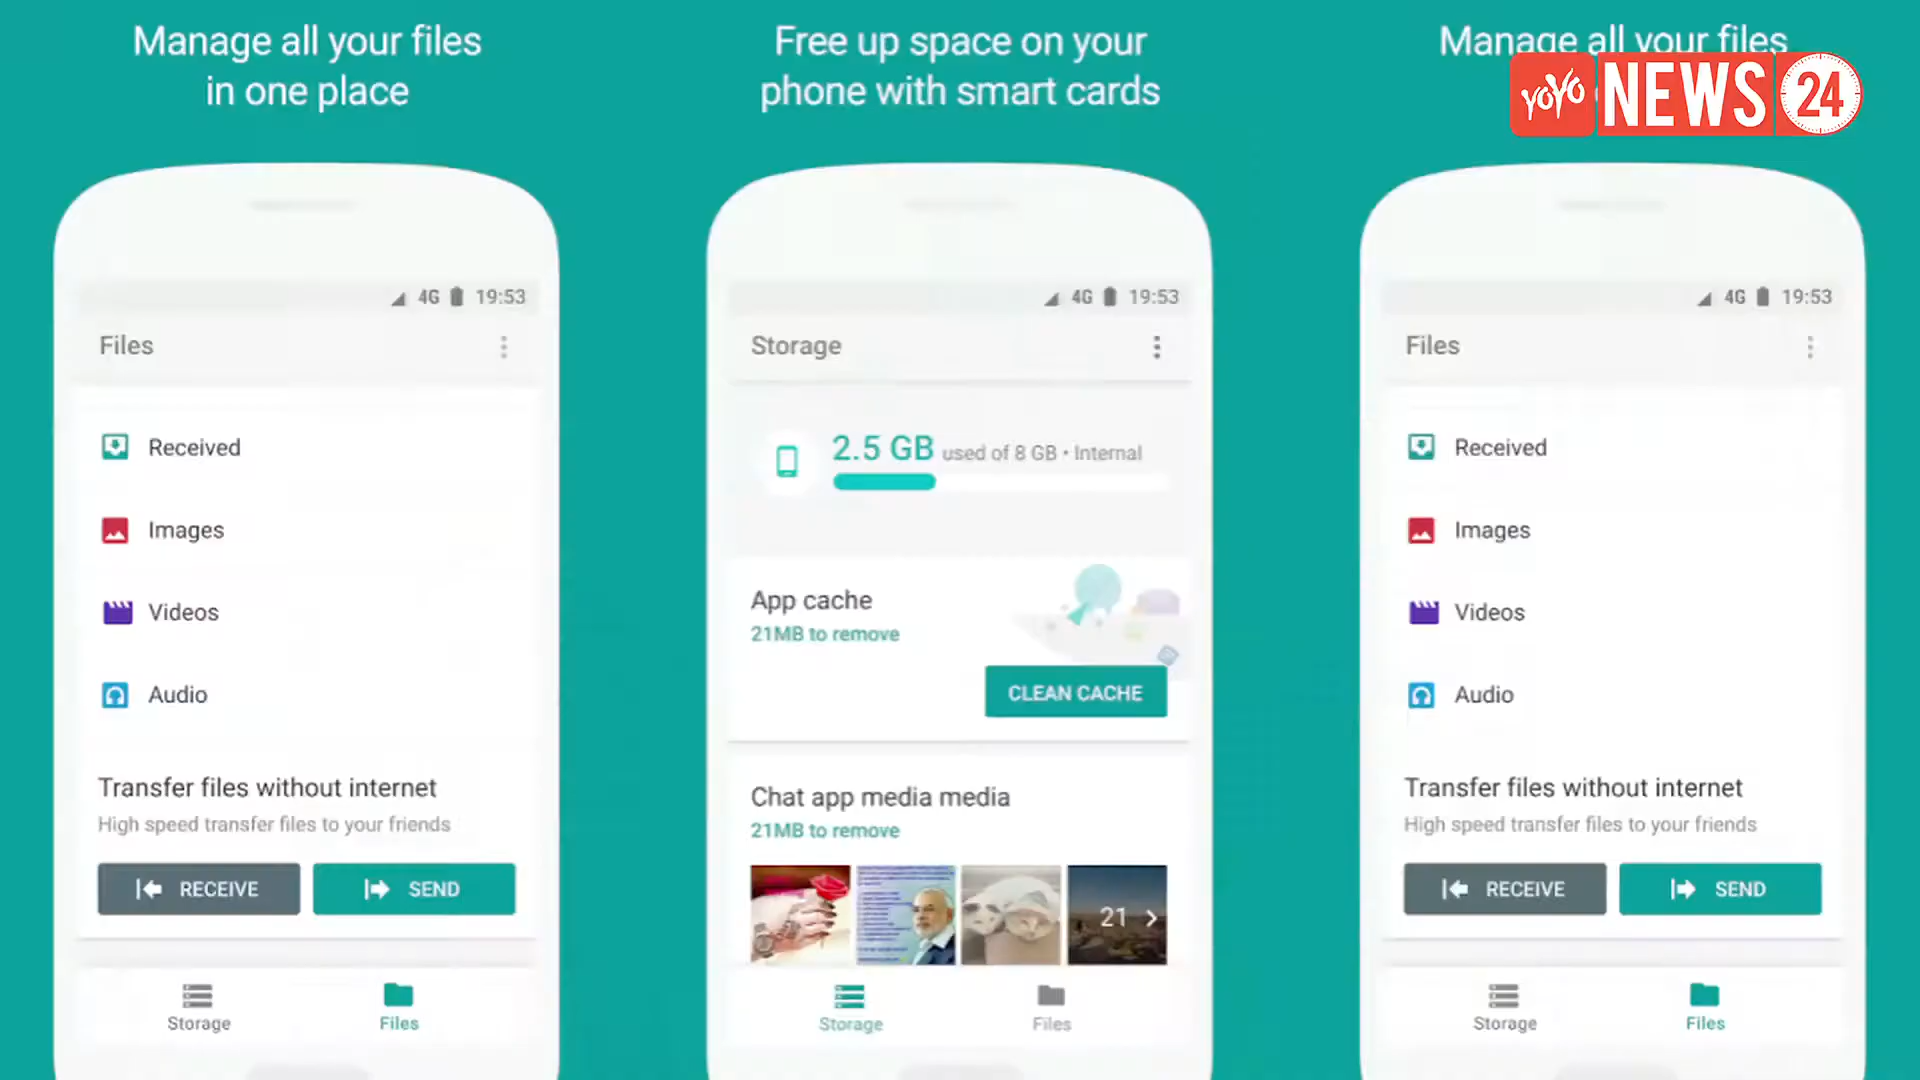 Manage all your files
in one place
4G 19:53
Files
Received
Images
Videos
Audio
Transfer files without internet
High speed transfer files to your friends
RECEIVE SEND
Storage Files
Free up space on your
phone with smart cards
4G 19:53
Storage
2.5 GB used of 8 GB • Internal
App cache
21MB to remove
CLEAN CACHE
Chat app media media
21MB to remove
21
Storage Files
Manage all your files
YOYO NEWS 24
4G 19:53
Files
Received
Images
Videos
Audio
Transfer files without internet
High speed transfer files to your friends
RECEIVE SEND
Storage Files